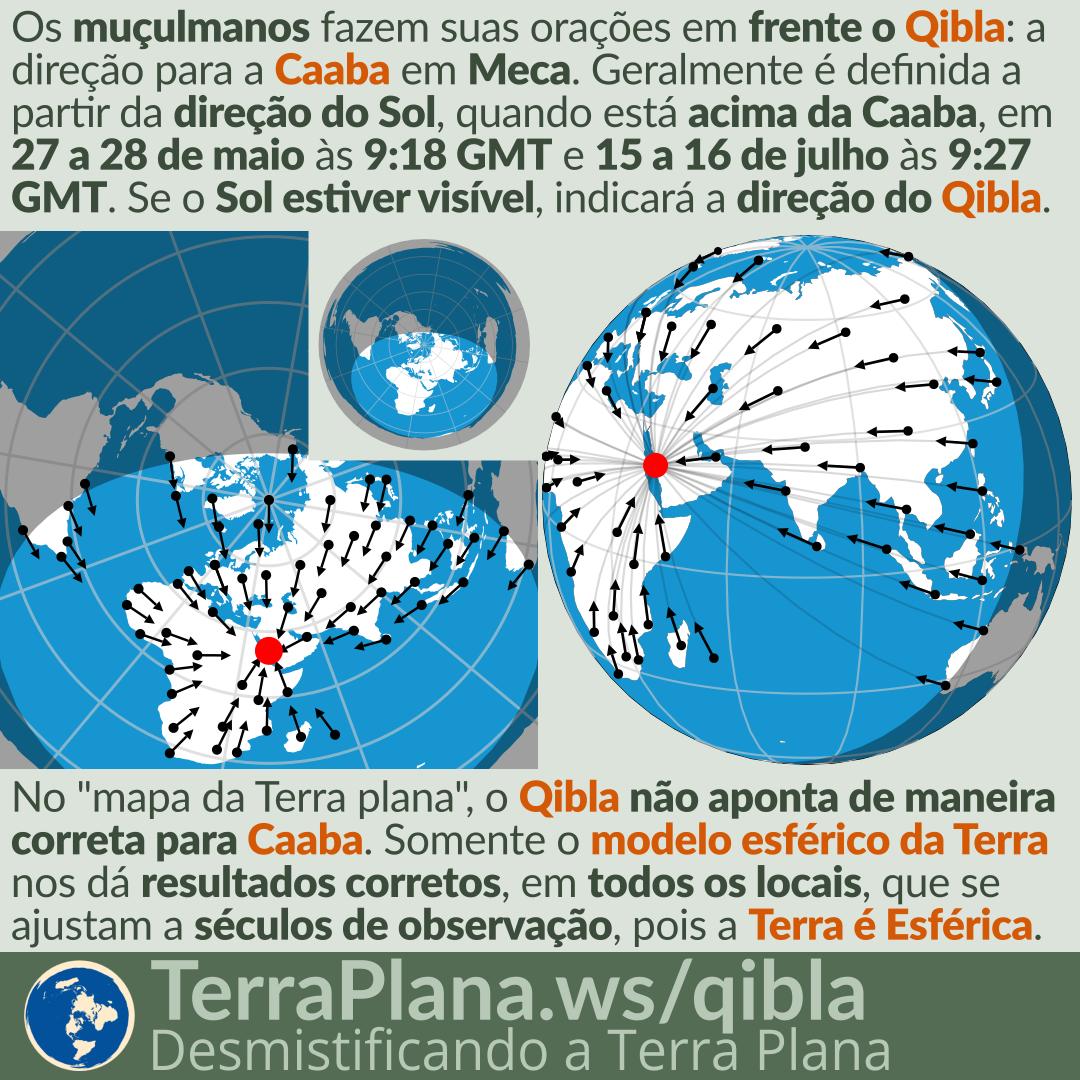 Os muçulmanos fazem suas orações em frente o Qibla: a
direção para a Caaba em Meca. Geralmente é definida a
partir da direção do Sol, quando está acima da Caaba, em
27 a 28 de maio às 9:18 GMT e 15 a 16 de julho às 9:27
GMT. Se o Sol estiver visível, indicará a direção do Qibla.
No "mapa da Terra plana", o Qibla não aponta de maneira
correta para Caaba. Somente o modelo esférico da Terra
nos dá resultados corretos, em todos os locais, que se
ajustam a séculos de observação, pois a Terra é Esférica.
TerraPlana.ws/qibla
Desmistificando a Terra Plana